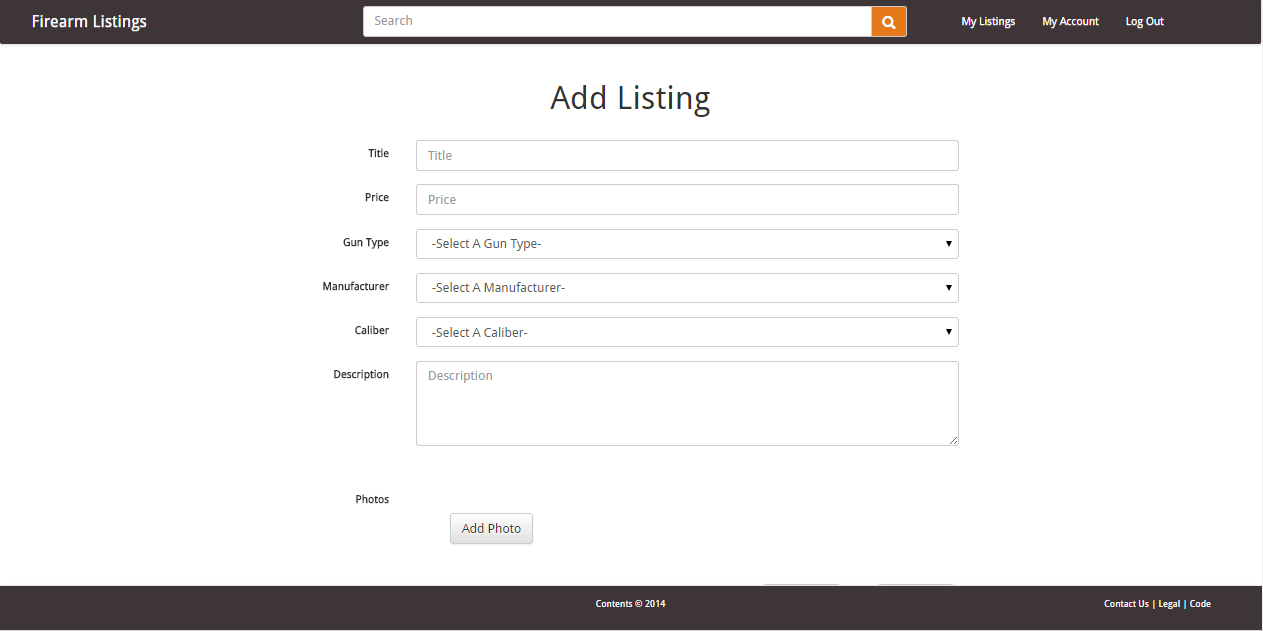 Firearm Listings
Search
My Listings
My Account
Log Out
Add Listing
Title
Title
Price
Price
Gun Type
-Select A Gun Type-
Manufacturer
-Select A Manufacturer-
Caliber
-Select A Caliber-
Description
Description
Photos
Add Photo
Contents © 2014
Contact Us | Legal | Code